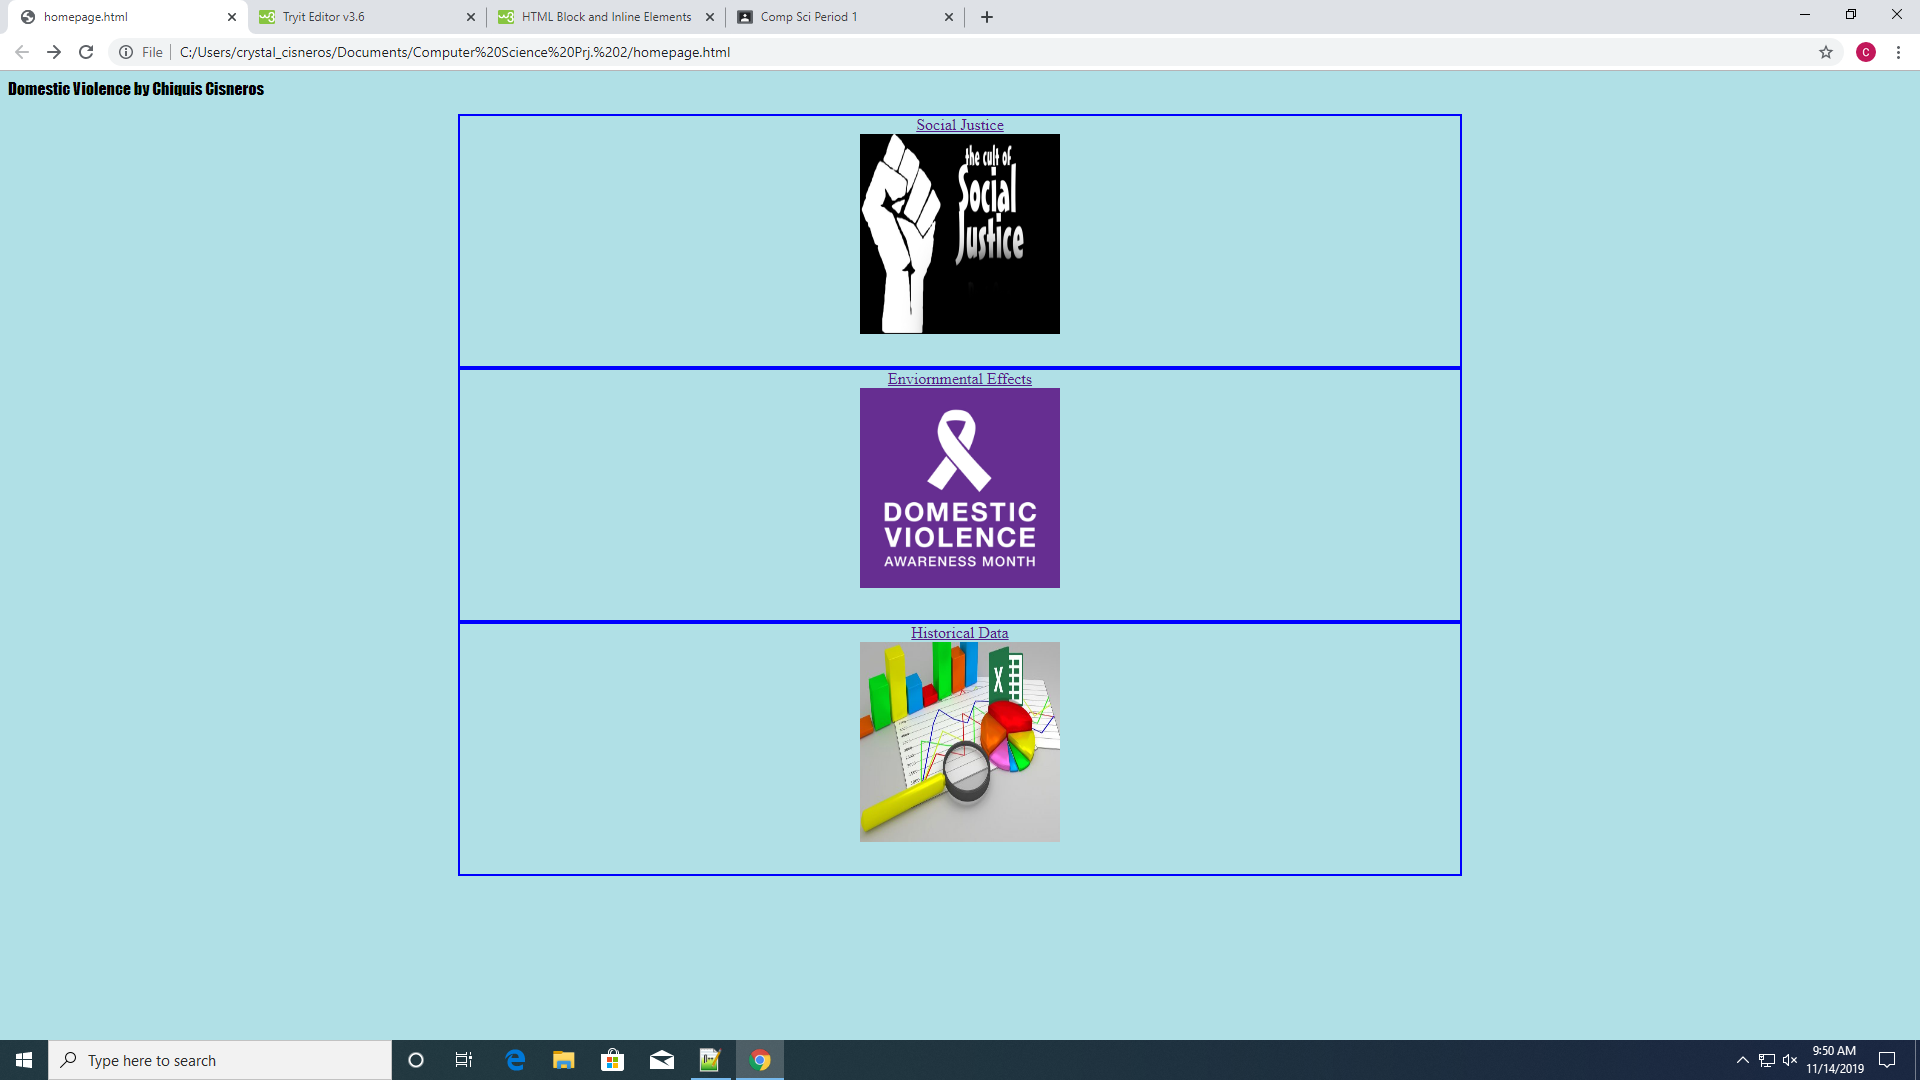 homepage.html
Tryit Editor v3.6
HTML Block and Inline Elements
Comp Sci Period 1
File
C:/Users/crystal_cisneros/Documents/Computer%20Science%20Prj.%202/homepage.html
C
Domestic Violence by Chiquis Cisneros
Social Justice
the cult of
Social
Justice
Enviornmental Effects
DOMESTIC
VIOLENCE
AWARENESS MONTH
Historical Data
X
Type here to search
9:50 AM
11/14/2019